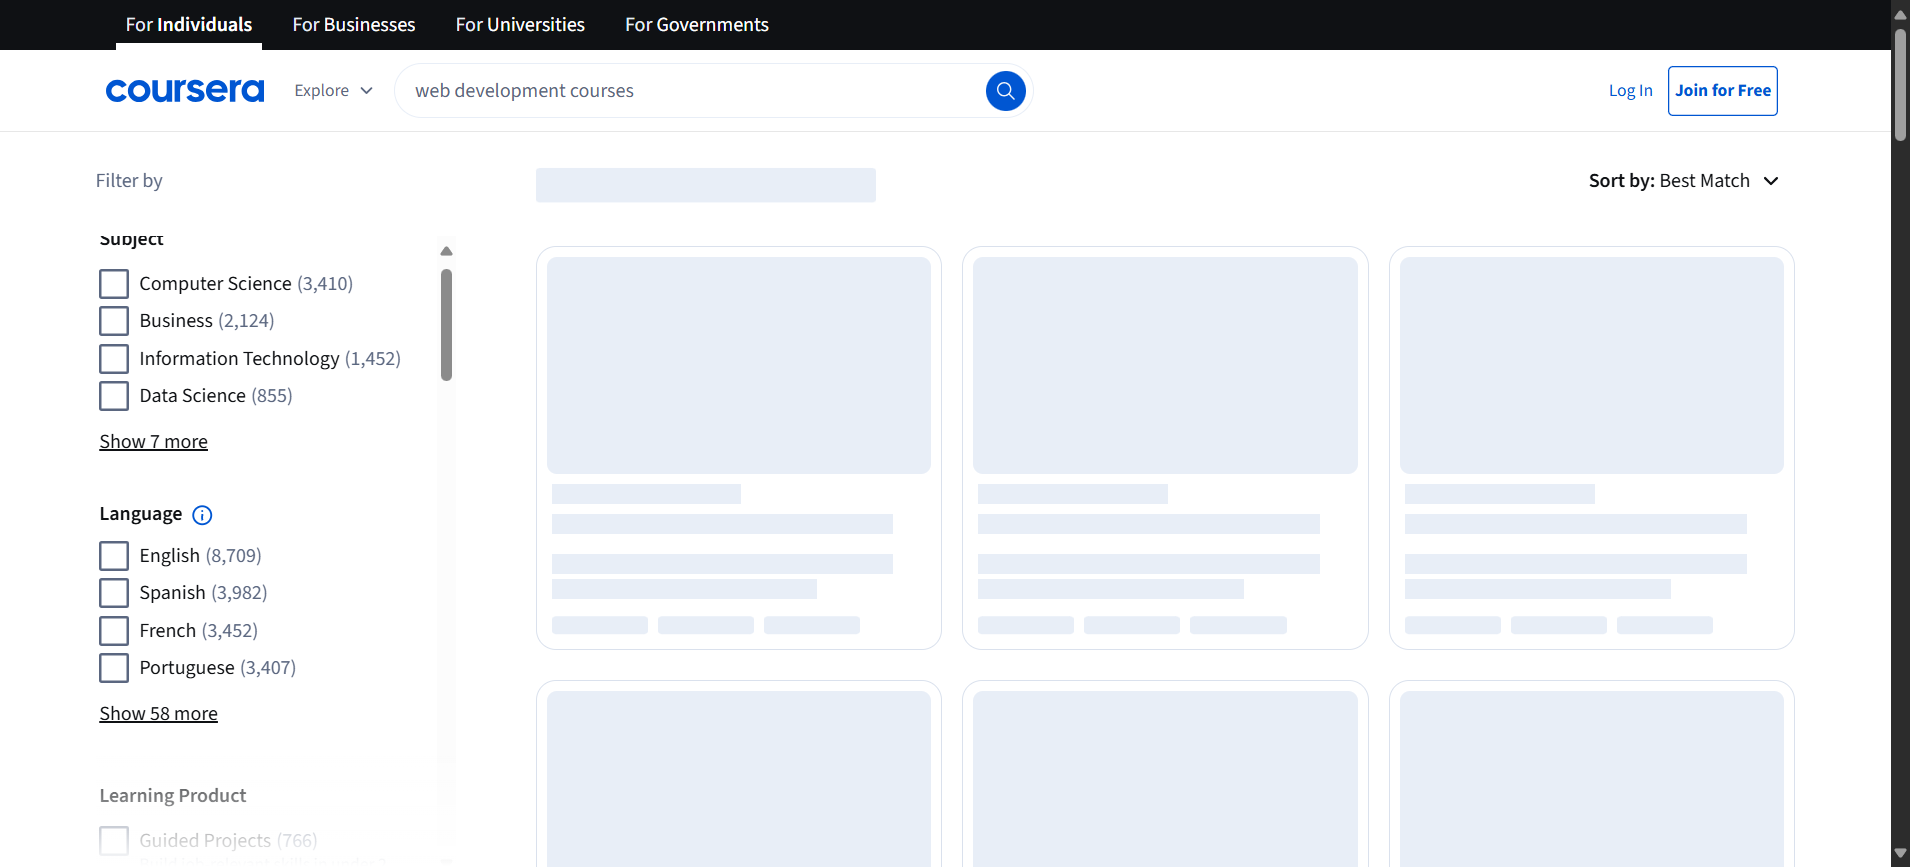 For Individuals For Businesses For Universities For Governments
coursera Explore web development courses Log In Join for Free
Filter by
Sort by: Best Match
Subject
Computer Science (3,410)
Business (2,124)
Information Technology (1,452)
Data Science (855)
Show 7 more
Language
English (8,709)
Spanish (3,982)
French (3,452)
Portuguese (3,407)
Show 58 more
Learning Product
Guided Projects (766)